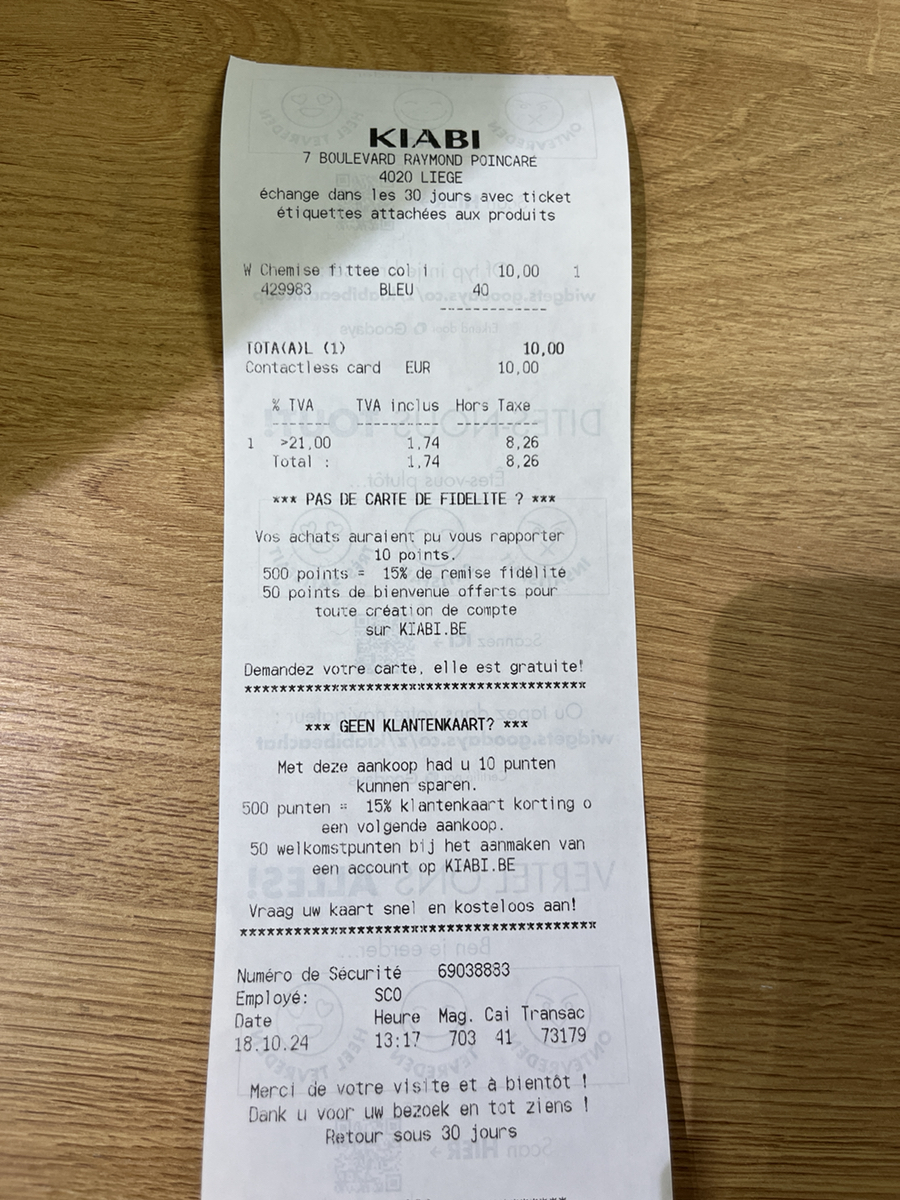 KIABI
7 BOULEVARD RAYMOND POINCARE
4020 LIEGE
échange dans les 30 jours avec ticket
étiquettes attachées aux produits
W Chemise fittee col i 10,00 1
429983 BLEU 40
------------
TOTA(A)L (1) 10,00
Contactless card EUR 10,00
% TVA TVA inclus Hors Taxe
1 >21,00 1,74 8,26
Total : 1,74 8,26
*** PAS DE CARTE DE FIDELITE ? ***
Vos achats auraient pu vous rapporter
10 points.
500 points = 15% de remise fidélité
50 points de bienvenue offerts pour
toute création de compte
sur KIABI.BE
Demandez votre carte, elle est gratuite!
****************************************
*** GEEN KLANTENKAART? ***
Met deze aankoop had u 10 punten
kunnen sparen.
500 punten = 15% klantenkaart korting o
een volgende aankoop.
50 welkomstpunten bij het aanmaken van
een account op KIABI.BE
Vraag uw kaart snel en kosteloos aan!
****************************************
Numéro de Sécurité 69038883
Employé: SCO
Date Heure Mag. Cai Transac
18.10.24 13:17 703 41 73179
Merci de votre visite et à bientôt !
Dank u voor uw bezoek en tot ziens !
Retour sous 30 jours